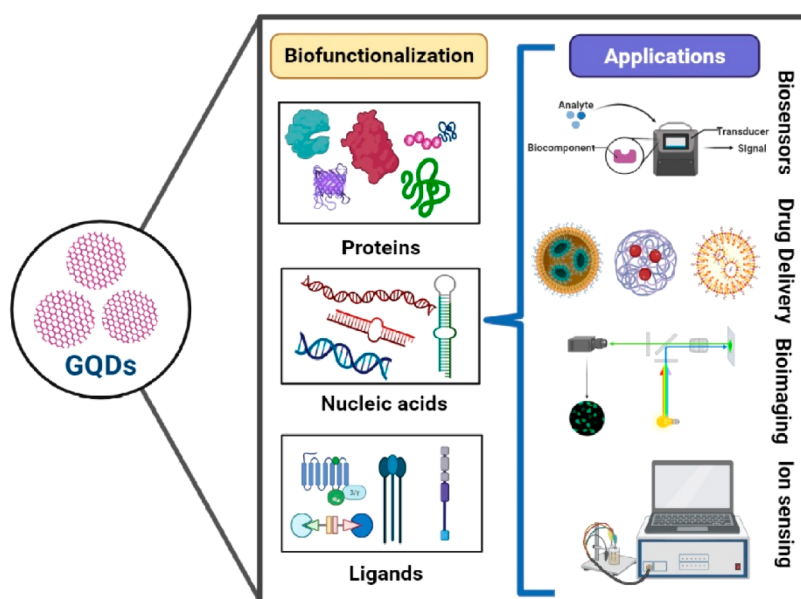 Biofunctionalization
Applications
GQDs
Proteins
Nucleic acids
Ligands
Analyte
Biocomponent
Transducer
Signal
Biosensors
Drug Delivery
Bioimaging
Ion sensing